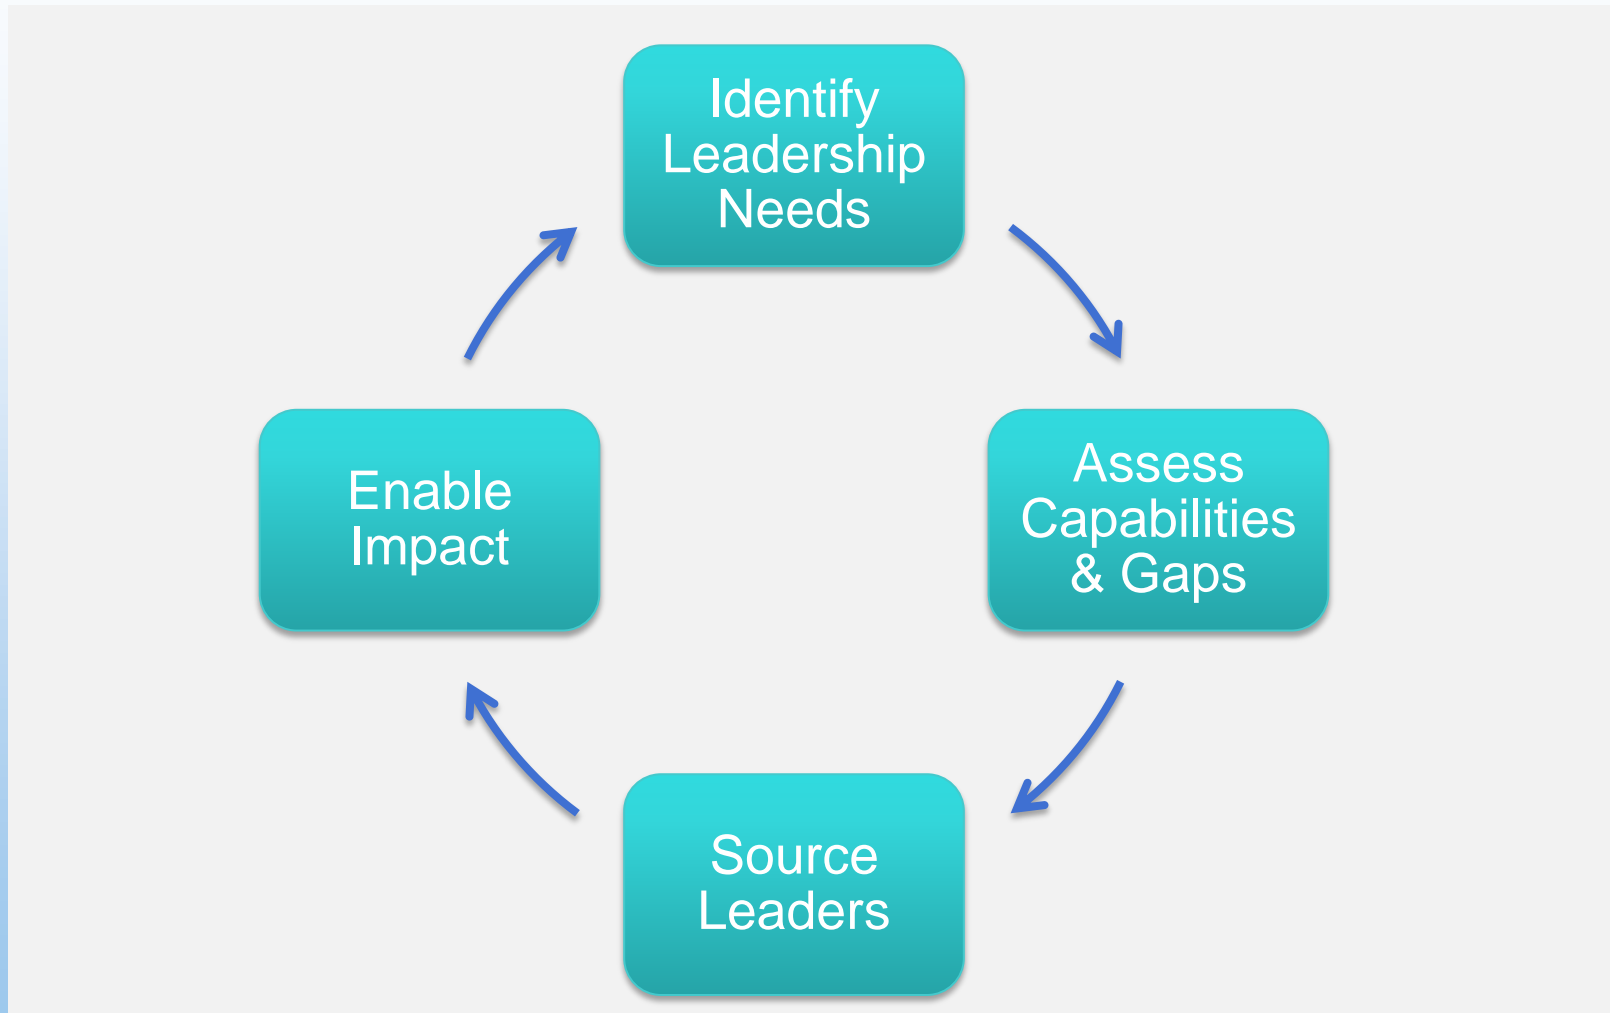 Identify
Leadership
Needs
Assess
Capabilities
& Gaps
Source
Leaders
Enable
Impact